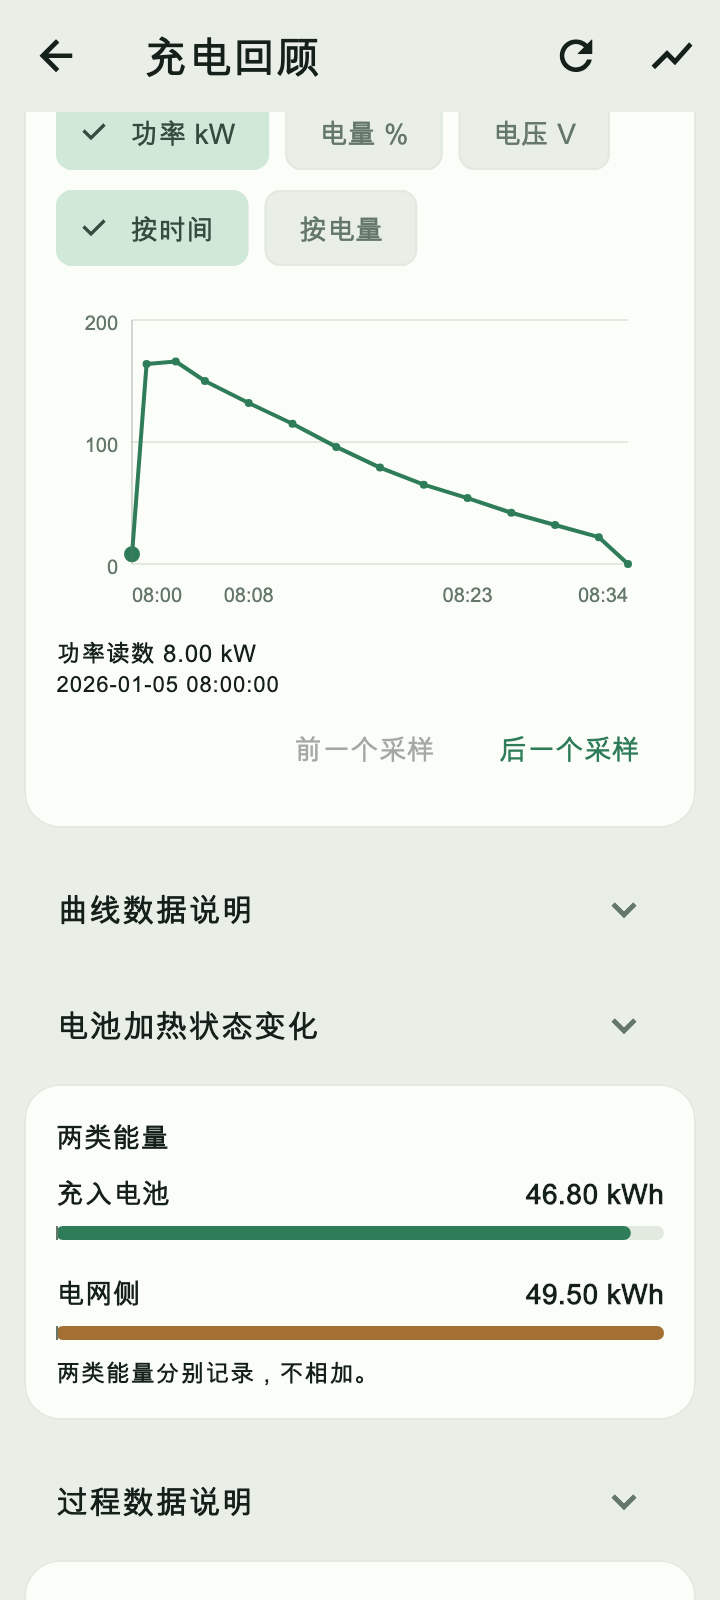 充电回顾
功率 kW
电量 %
电压 V
按时间
按电量
200
100
0
08:00
08:08
08:23
08:34
功率读数 8.00 kW
2026-01-05 08:00:00
前一个采样
后一个采样
曲线数据说明
电池加热状态变化
两类能量
充入电池 46.80 kWh
电网侧 49.50 kWh
两类能量分别记录，不相加。
过程数据说明